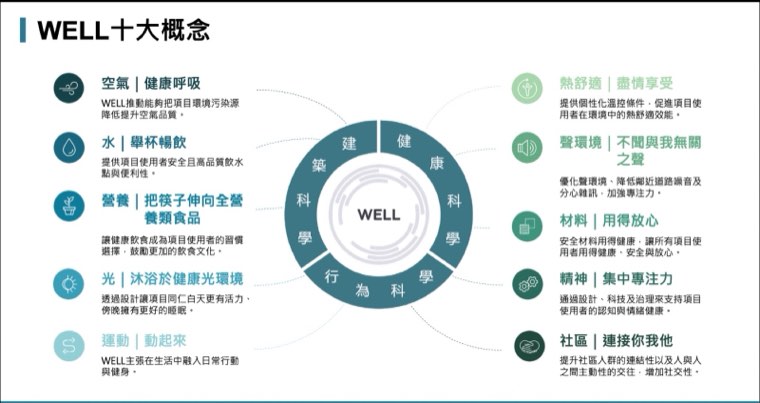 WELL十大概念
空氣 | 健康呼吸
WELL推動能夠把項目環境污染源
降低提升空氣品質。
水 | 舉杯暢飲
提供項目使用者安全且高品質飲水
點與便利性。
營養 | 把筷子伸向全營
養類食品
讓健康飲食成為項目使用者的習慣
選擇，鼓勵更加的飲食文化。
光 | 沐浴於健康光環境
透過設計讓項目同仁白天更有活力，
傍晚擁有更好的睡眠。
運動 | 動起來
WELL主張在生活中融入日常行動
與健身。
建築科學
健康科學
行為科學
WELL
熱舒適 | 盡情享受
提供個性化溫控條件，促進項目使
用者在環境中的熱舒適效能。
聲環境 | 不聞與我無關
之聲
優化聲環境、降低鄰近道路噪音及
分心雜訊，加強專注力。
材料 | 用得放心
安全材料用得健康，讓所有項目使
用者用得健康、安全與放心。
精神 | 集中專注力
通過設計、科技及治理來支持項目
使用者的認知與情緒健康。
社區 | 連接你我他
提升社區人群的連結性以及人與人
之間主動性的交往，增加社交性。